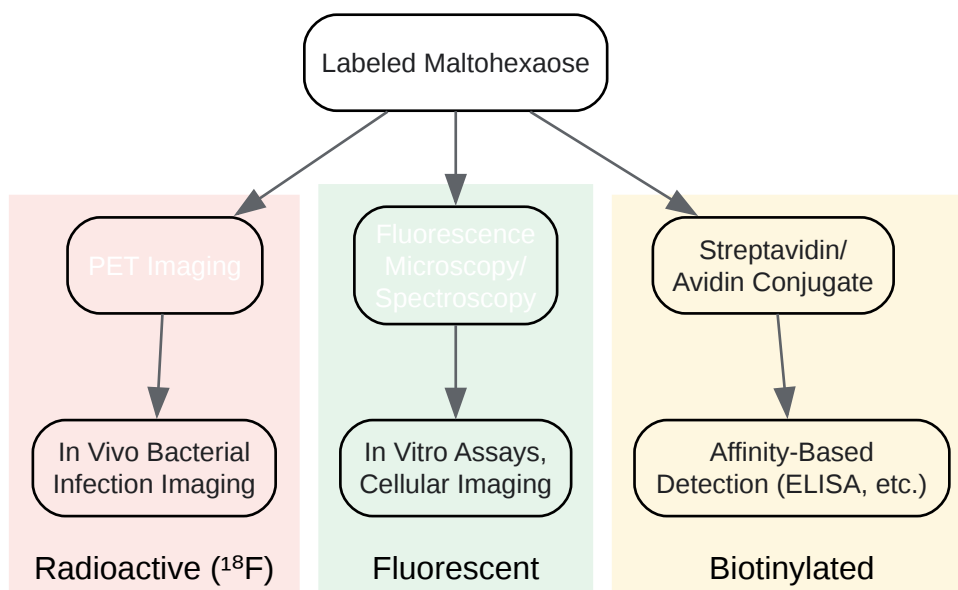 Labeled Maltohexaose
PET Imaging
Fluorescence
Microscopy/
Spectroscopy
Streptavidin/
Avidin Conjugate
In Vivo Bacterial
Infection Imaging
In Vitro Assays,
Cellular Imaging
Affinity-Based
Detection (ELISA, etc.)
Radioactive (¹⁸F)
Fluorescent
Biotinylated